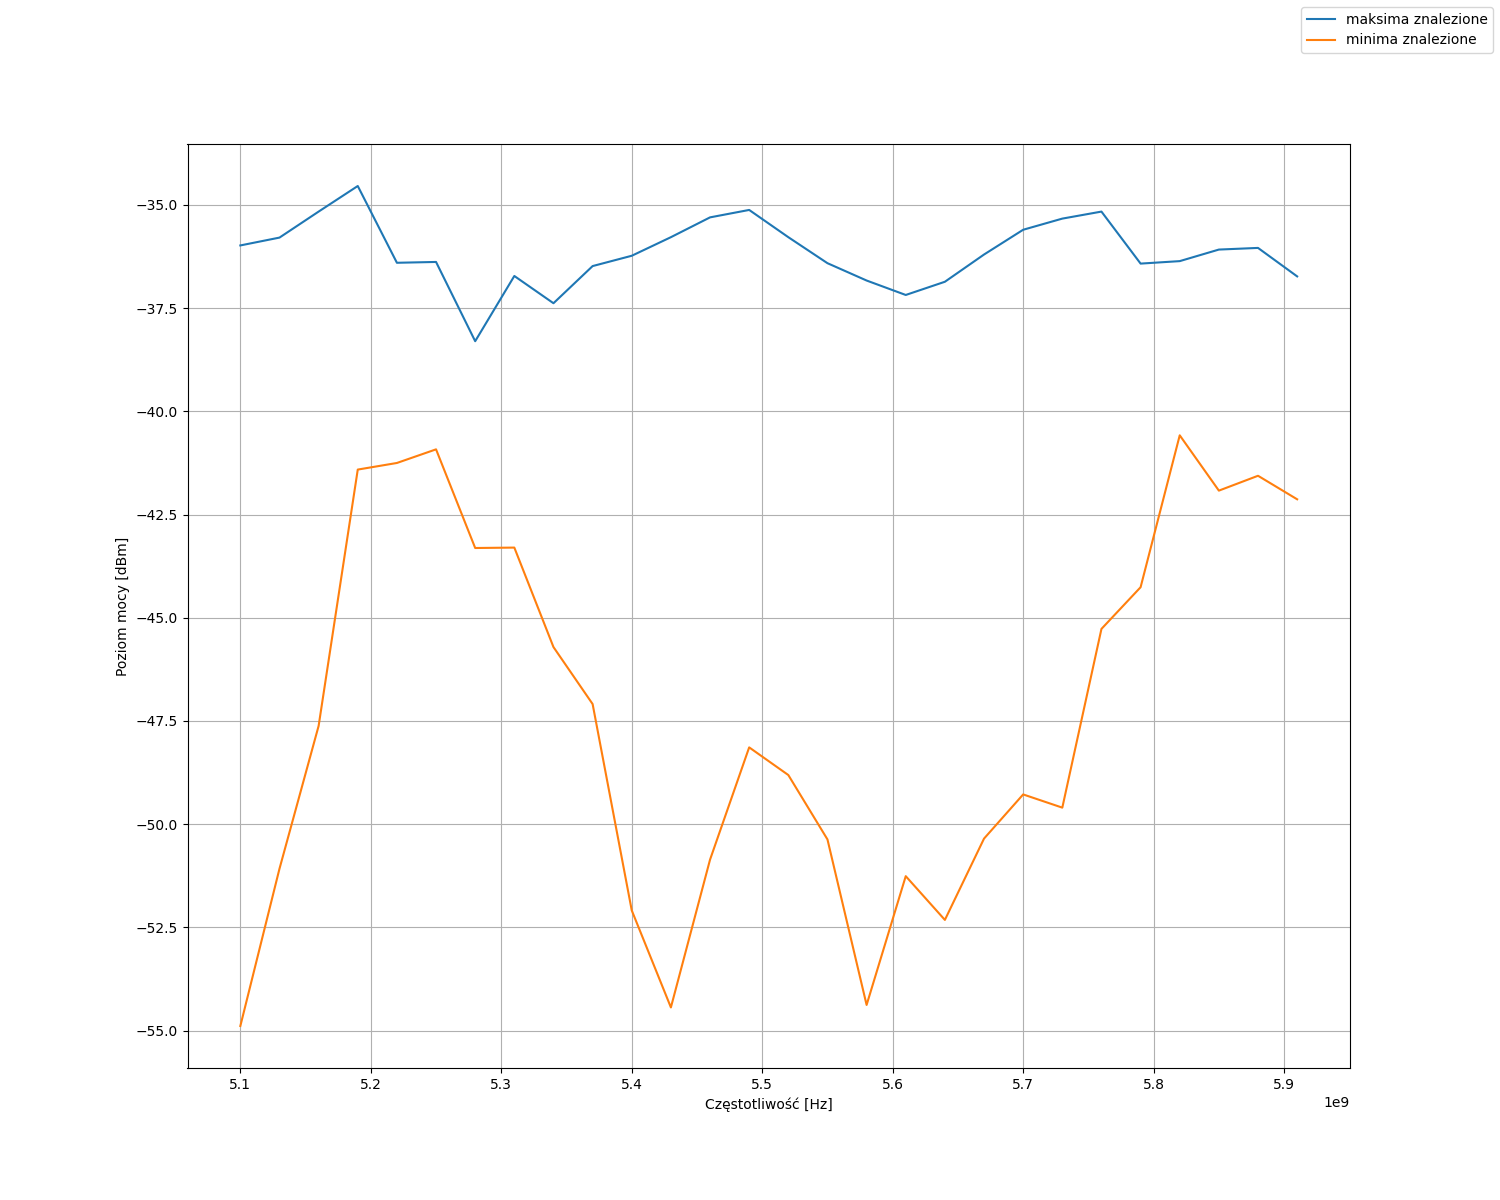 maksima znalezione
minima znalezione
−35.0
−37.5
−40.0
−42.5
−45.0
−47.5
−50.0
−52.5
−55.0
Poziom mocy [dBm]
5.1 5.2 5.3 5.4 5.5 5.6 5.7 5.8 5.9
Częstotliwość [Hz]
1e9